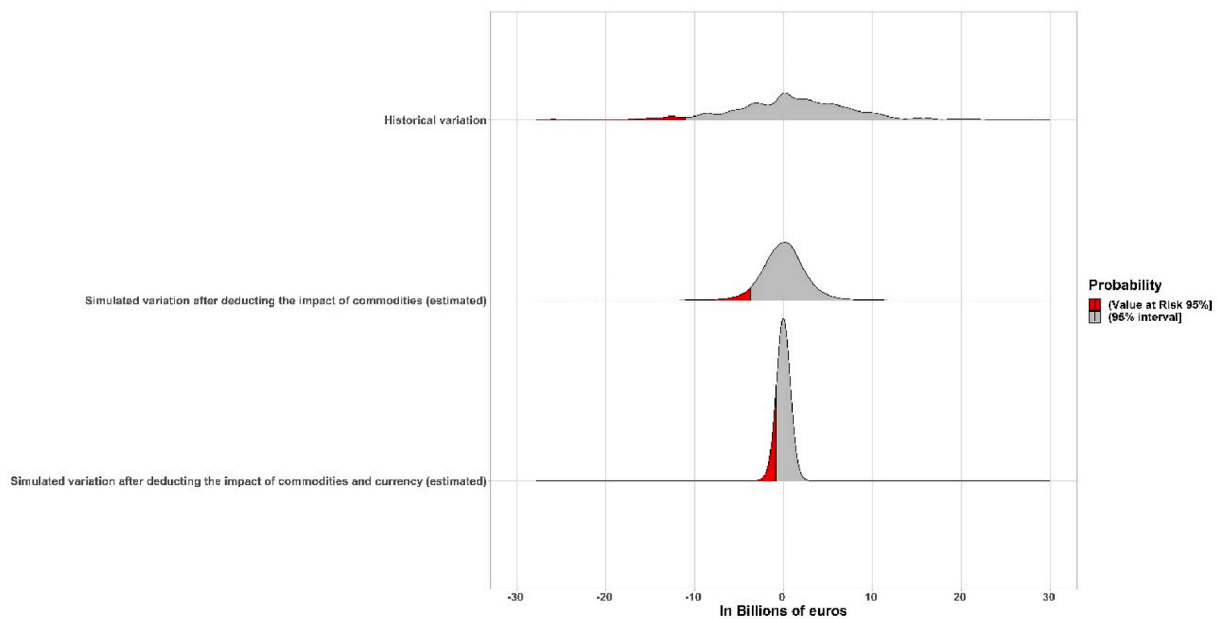 Historical variation
Simulated variation after deducting the impact of commodities (estimated)
Simulated variation after deducting the impact of commodities and currency (estimated)
-30 -20 -10 0 10 20 30
In Billions of euros
Probability
(Value at Risk 95%]
(95% interval]